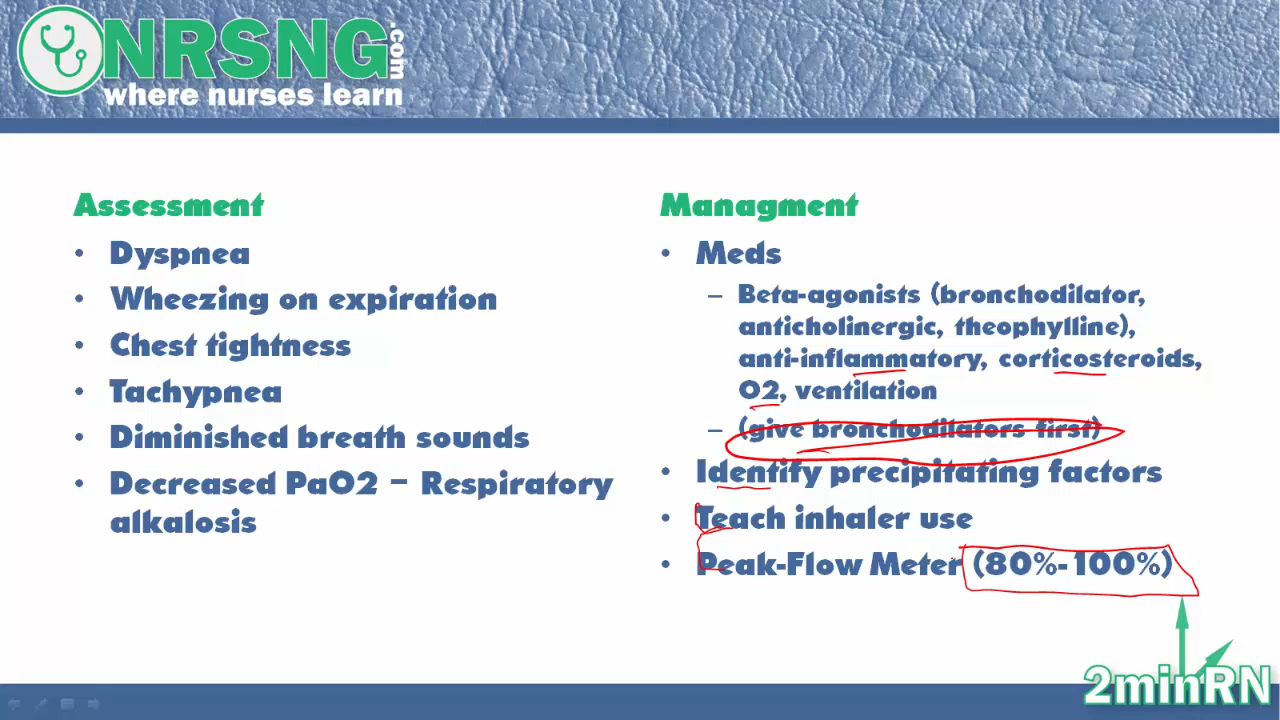 NRSNG.com
where nurses learn
Assessment
• Dyspnea
• Wheezing on expiration
• Chest tightness
• Tachypnea
• Diminished breath sounds
• Decreased PaO2 – Respiratory
alkalosis
Managment
• Meds
– Beta-agonists (bronchodilator,
anticholinergic, theophylline),
anti-inflammatory, corticosteroids,
O2, ventilation
– (give bronchodilators first)
• Identify precipitating factors
• Teach inhaler use
• Peak-Flow Meter (80%-100%)
2minRN